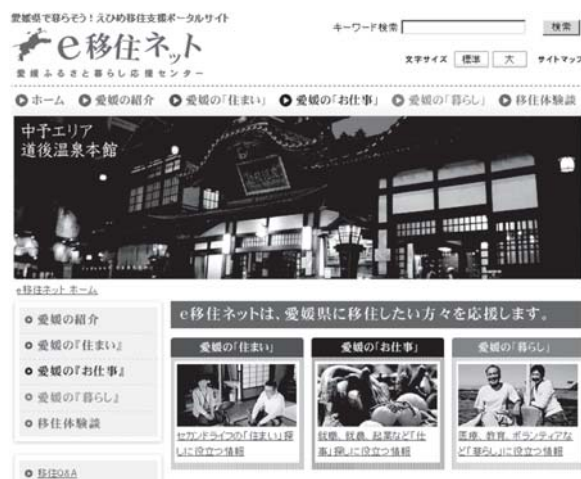 愛媛県で暮らそう！えひめ移住支援ポータルサイト
e移住ネット
愛媛ふるさと暮らし応援センター
キーワード検索 検索
文字サイズ 標準 大 サイトマップ
ホーム 愛媛の紹介 愛媛の「住まい」 愛媛の「お仕事」 愛媛の「暮らし」 移住体験談
中予エリア
道後温泉本館
e移住ネット ホーム
愛媛の紹介
愛媛の『住まい』
愛媛の『お仕事』
愛媛の『暮らし』
移住体験談
移住Q&A
e移住ネットは、愛媛県に移住したい方々を応援します。
愛媛の「住まい」
セカンドライフの「住まい」探
しに役立つ情報
愛媛の「お仕事」
就職、就農、起業など「仕
事」探しに役立つ情報
愛媛の「暮らし」
医療、教育、ボランティアな
ど「暮らし」に役立つ情報